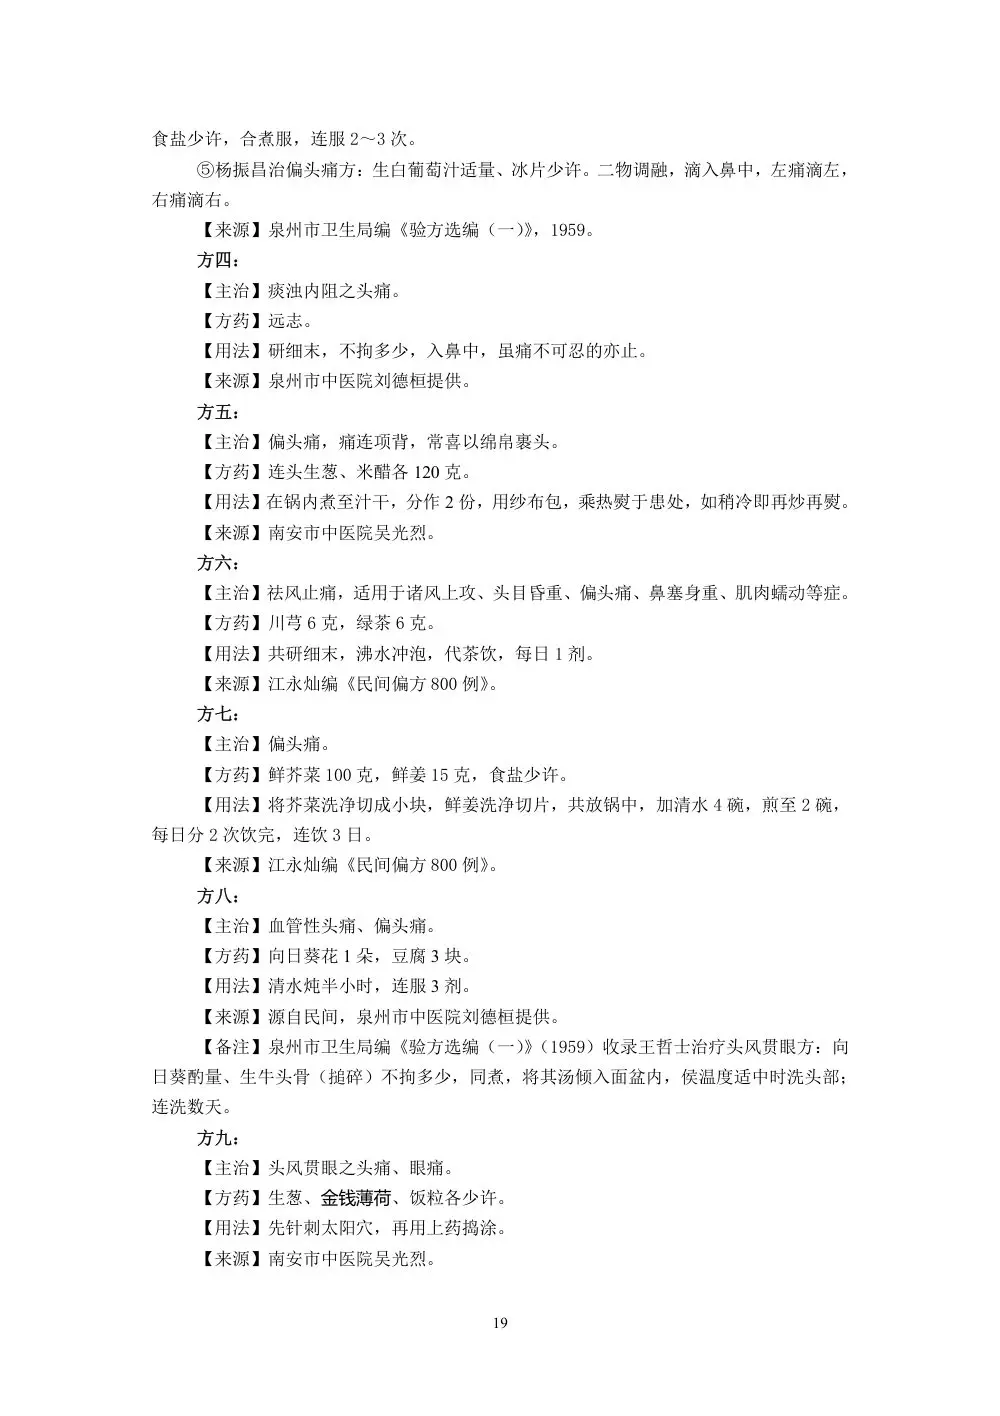 食盐少许，合煮服，连服 2～3 次。
⑤杨振昌治偏头痛方：生白葡萄汁适量、冰片少许。二物调融，滴入鼻中，左痛滴左，
右痛滴右。
【来源】泉州市卫生局编《验方选编（一）》，1959。
方四：
【主治】痰浊内阻之头痛。
【方药】远志。
【用法】研细末，不拘多少，入鼻中，虽痛不可忍的亦止。
【来源】泉州市中医院刘德桓提供。
方五：
【主治】偏头痛，痛连项背，常喜以绵帛裹头。
【方药】连头生葱、米醋各 120 克。
【用法】在锅内煮至汁干，分作 2 份，用纱布包，乘热熨于患处，如稍冷即再炒再熨。
【来源】南安市中医院吴光烈。
方六：
【主治】祛风止痛，适用于诸风上攻、头目昏重、偏头痛、鼻塞身重、肌肉蠕动等症。
【方药】川芎 6 克，绿茶 6 克。
【用法】共研细末，沸水冲泡，代茶饮，每日 1 剂。
【来源】江永灿编《民间偏方 800 例》。
方七：
【主治】偏头痛。
【方药】鲜芥菜 100 克，鲜姜 15 克，食盐少许。
【用法】将芥菜洗净切成小块，鲜姜洗净切片，共放锅中，加清水 4 碗，煎至 2 碗，
每日分 2 次饮完，连饮 3 日。
【来源】江永灿编《民间偏方 800 例》。
方八：
【主治】血管性头痛、偏头痛。
【方药】向日葵花 1 朵，豆腐 3 块。
【用法】清水炖半小时，连服 3 剂。
【来源】源自民间，泉州市中医院刘德桓提供。
【备注】泉州市卫生局编《验方选编（一）》（1959）收录王哲士治疗头风贯眼方：向
日葵酌量、生牛头骨（搥碎）不拘多少，同煮，将其汤倾入面盆内，侯温度适中时洗头部；
连洗数天。
方九：
【主治】头风贯眼之头痛、眼痛。
【方药】生葱、金钱薄荷、饭粒各少许。
【用法】先针刺太阳穴，再用上药捣涂。
【来源】南安市中医院吴光烈。
19